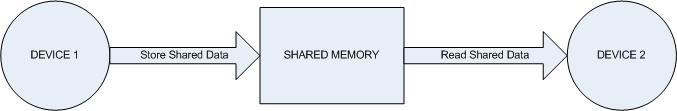 DEVICE 1
Store Shared Data
SHARED MEMORY
Read Shared Data
DEVICE 2